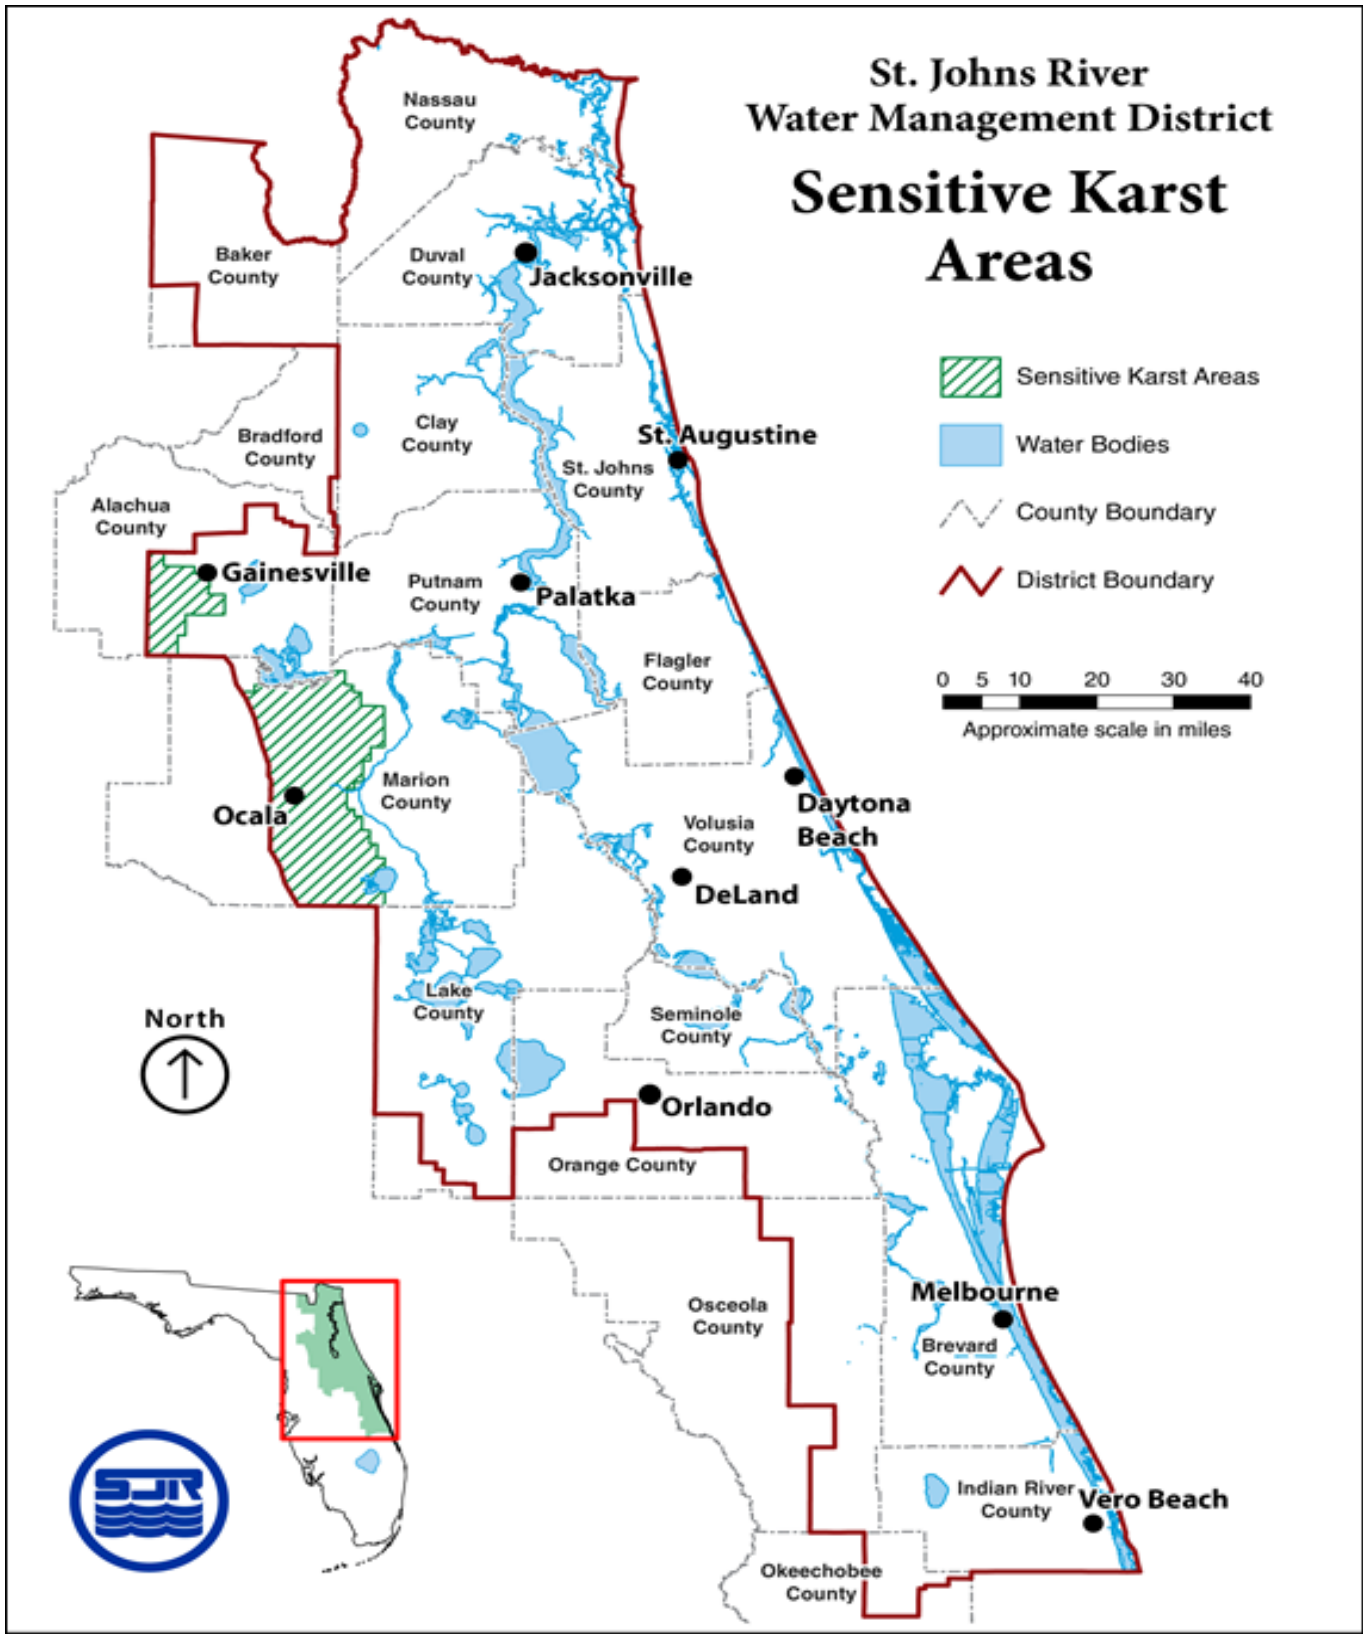 St. Johns River
Water Management District
Sensitive Karst
Areas
Nassau
County
Baker
County
Duval
County
Jacksonville
Sensitive Karst Areas
Water Bodies
County Boundary
District Boundary
0 5 10 20 30 40
Approximate scale in miles
Clay
County
Bradford
County
St. Augustine
St. Johns
County
Alachua
County
Gainesville
Putnam
County
Palatka
Flagler
County
Marion
County
Ocala
Daytona
Beach
Volusia
County
DeLand
Lake
County
Seminole
County
North
Orlando
Orange County
Osceola
County
Melbourne
Brevard
County
Indian River
County
Vero Beach
Okeechobee
County
SJR